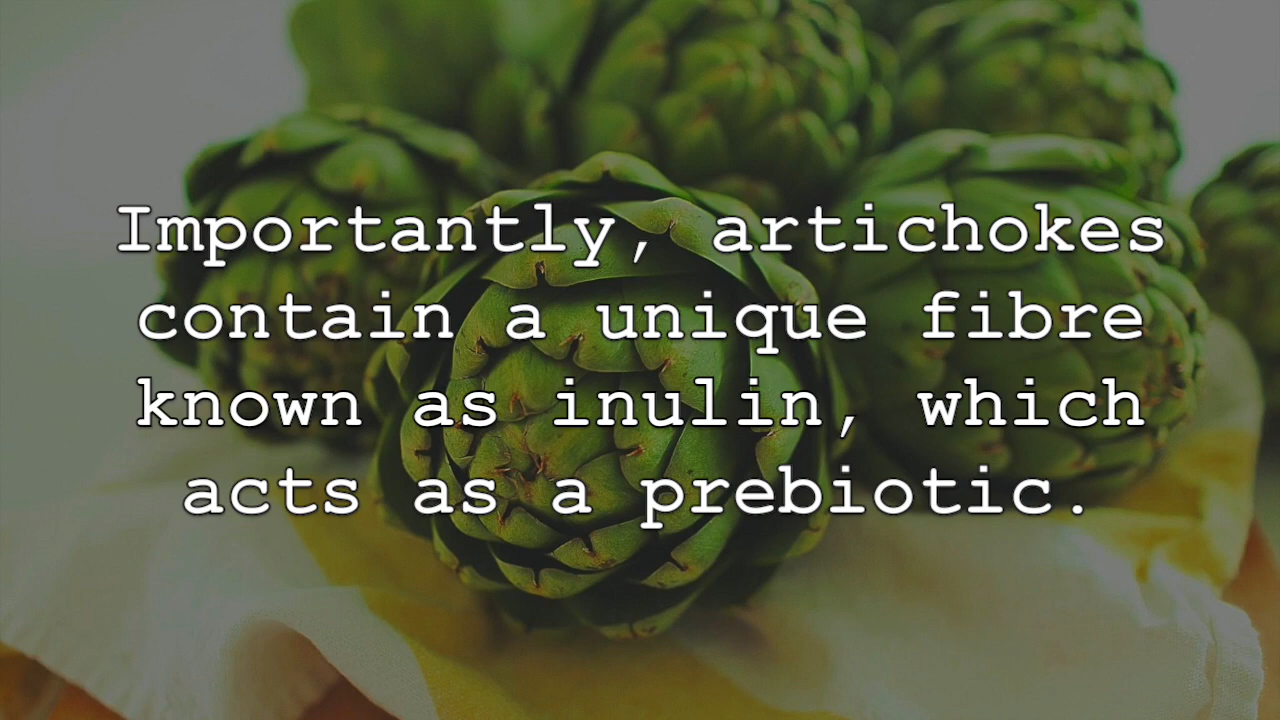 Importantly, artichokes
contain a unique fibre
known as inulin, which
acts as a prebiotic.